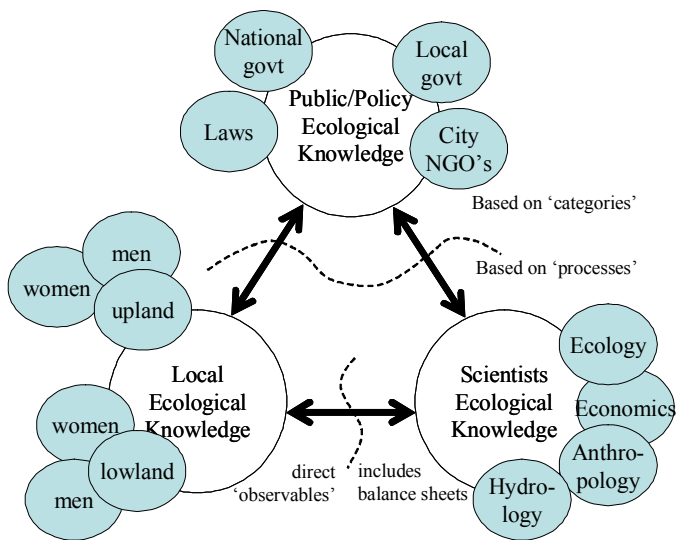 National
govt
Local
govt
Public/Policy
Ecological
Knowledge
Laws
City
NGO's
Based on ‘categories’
Based on ‘processes’
men
women
upland
Local
Ecological
Knowledge
women
lowland
men
Scientists
Ecological
Knowledge
Ecology
Economics
Anthro-
pology
Hydro-
logy
direct
‘observables’
includes
balance sheets